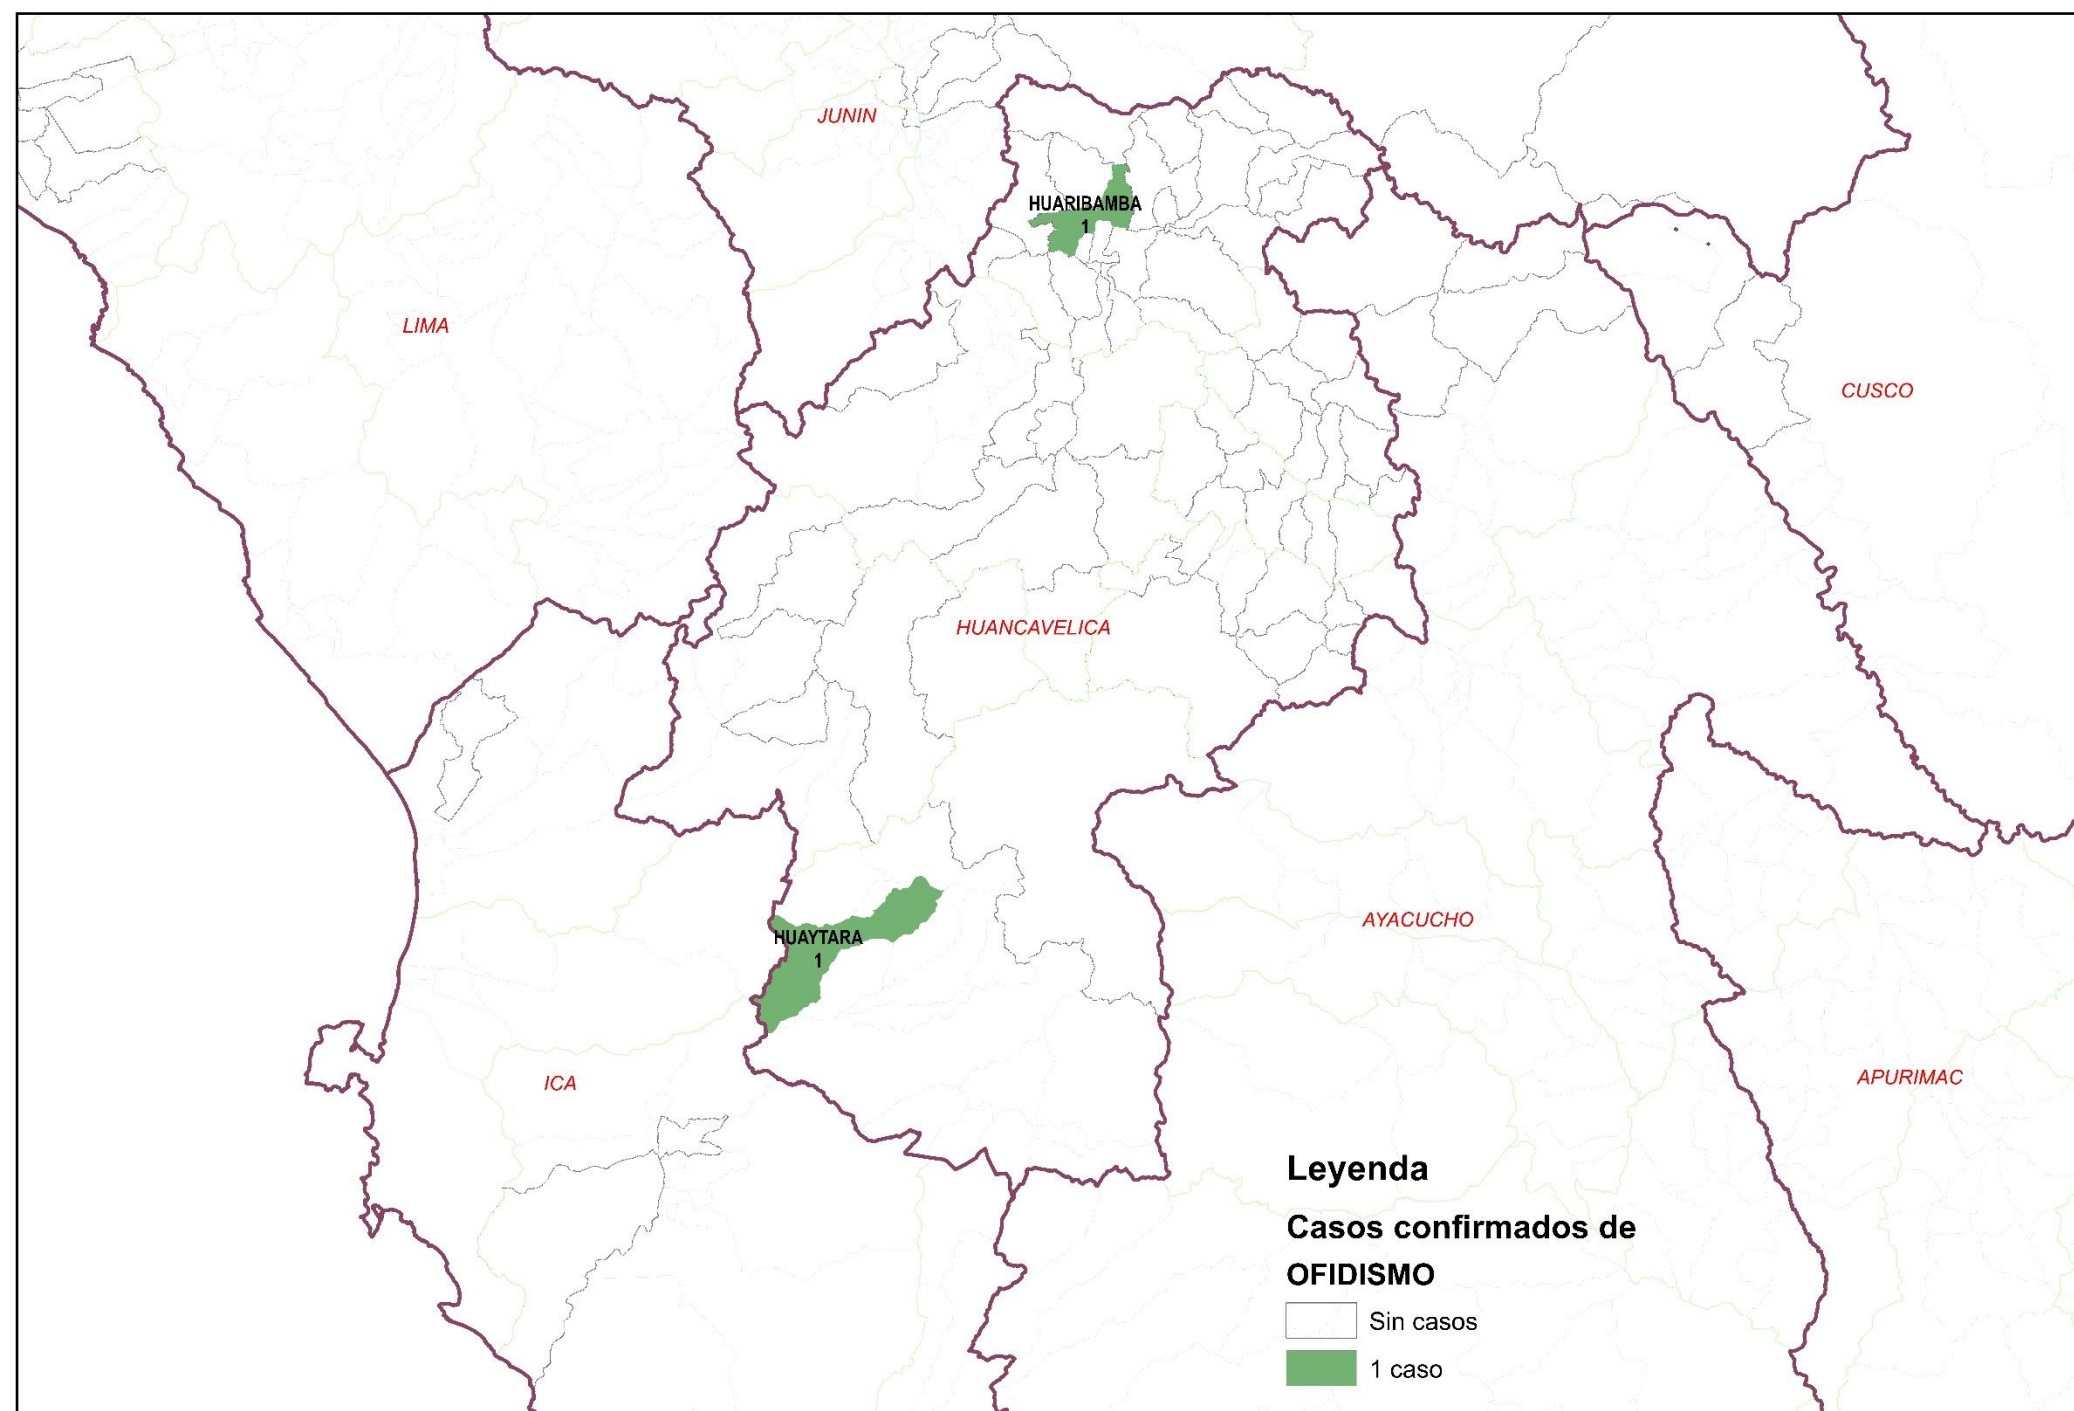 JUNIN
HUARIBAMBA
1
LIMA
CUSCO
HUANCAVELICA
AYACUCHO
HUAYTARA
1
ICA
APURIMAC
Leyenda
Casos confirmados de
OFIDISMO
Sin casos
1 caso